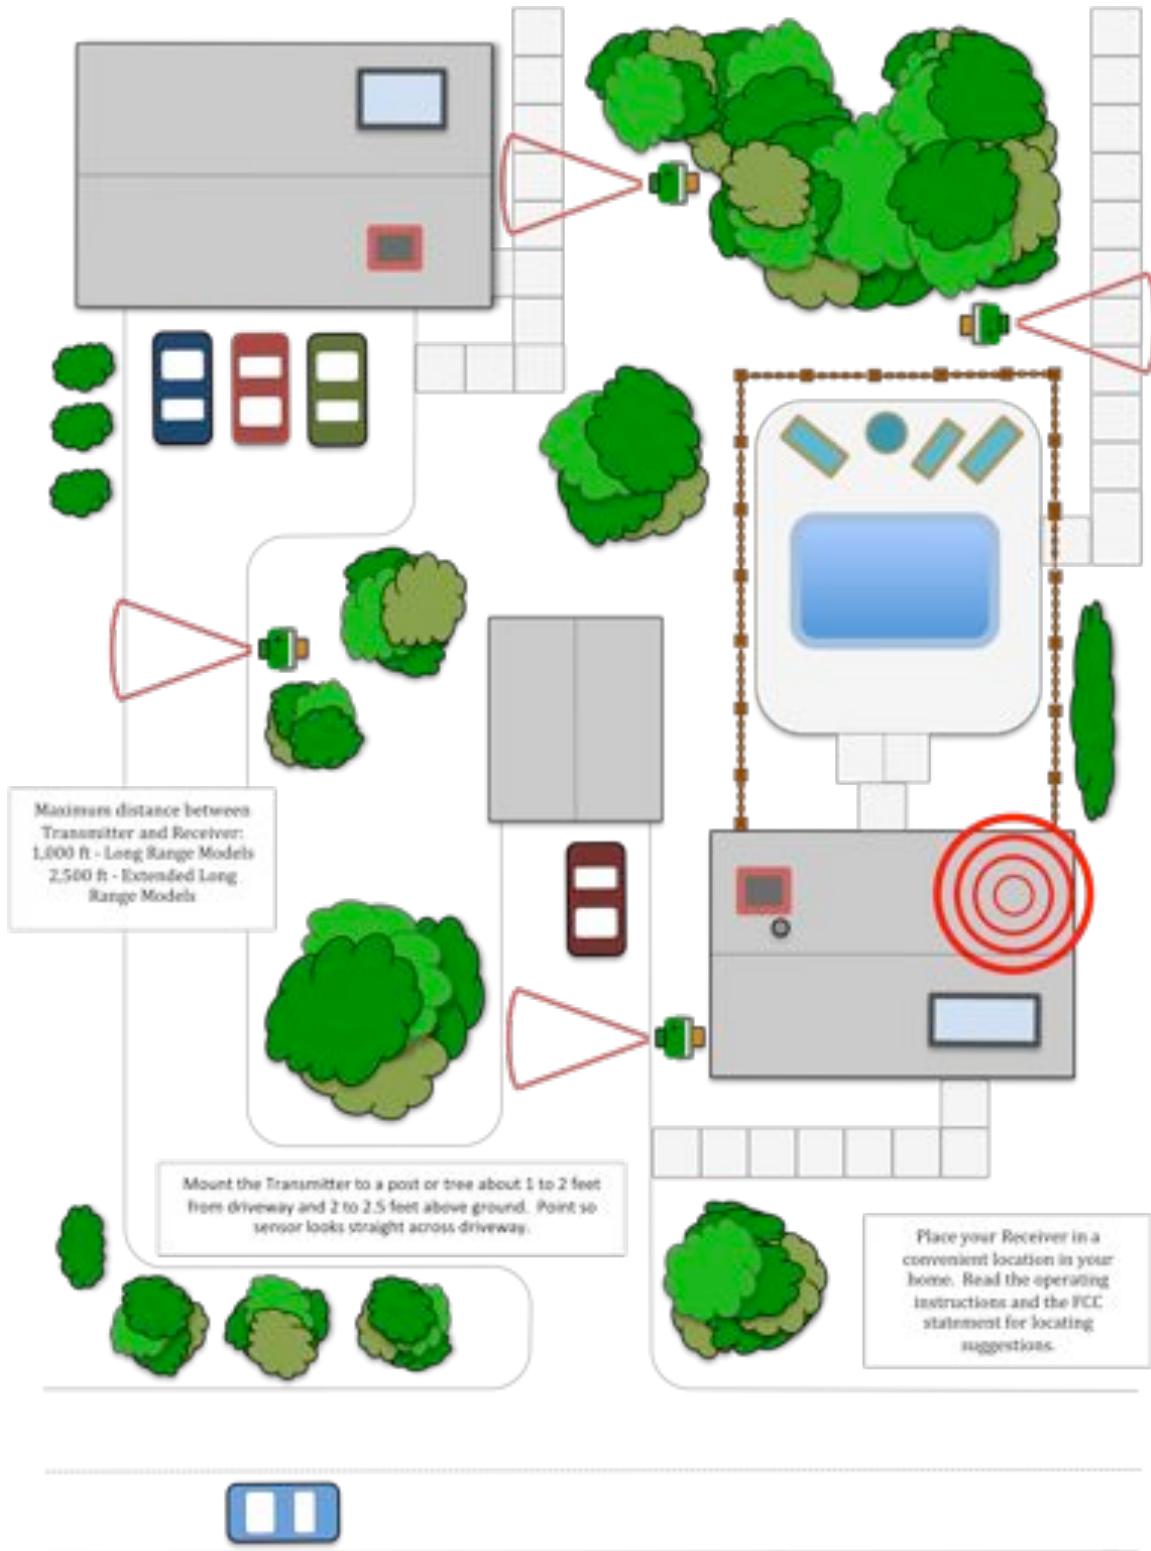 Maximum distance between
Transmitter and Receiver:
1,000 ft - Long Range Models
2,500 ft - Extended Long
Range Models
Mount the Transmitter to a post or tree about 1 to 2 feet
from driveway and 2 to 2.5 feet above ground.  Point so
sensor looks straight across driveway.
Place your Receiver in a
convenient location in your
home.  Read the operating
instructions and the FCC
statement for locating
suggestions.